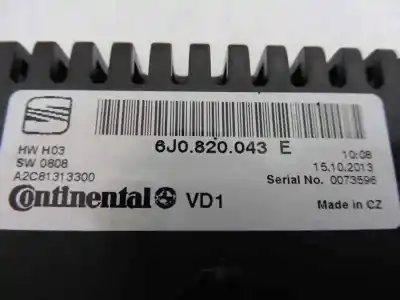 6J0.820.043 E
HW H03
SW 0808
A2C81313300
10:08
15.10.2013
Serial No. 0073596
Continental VD1
Made in CZ